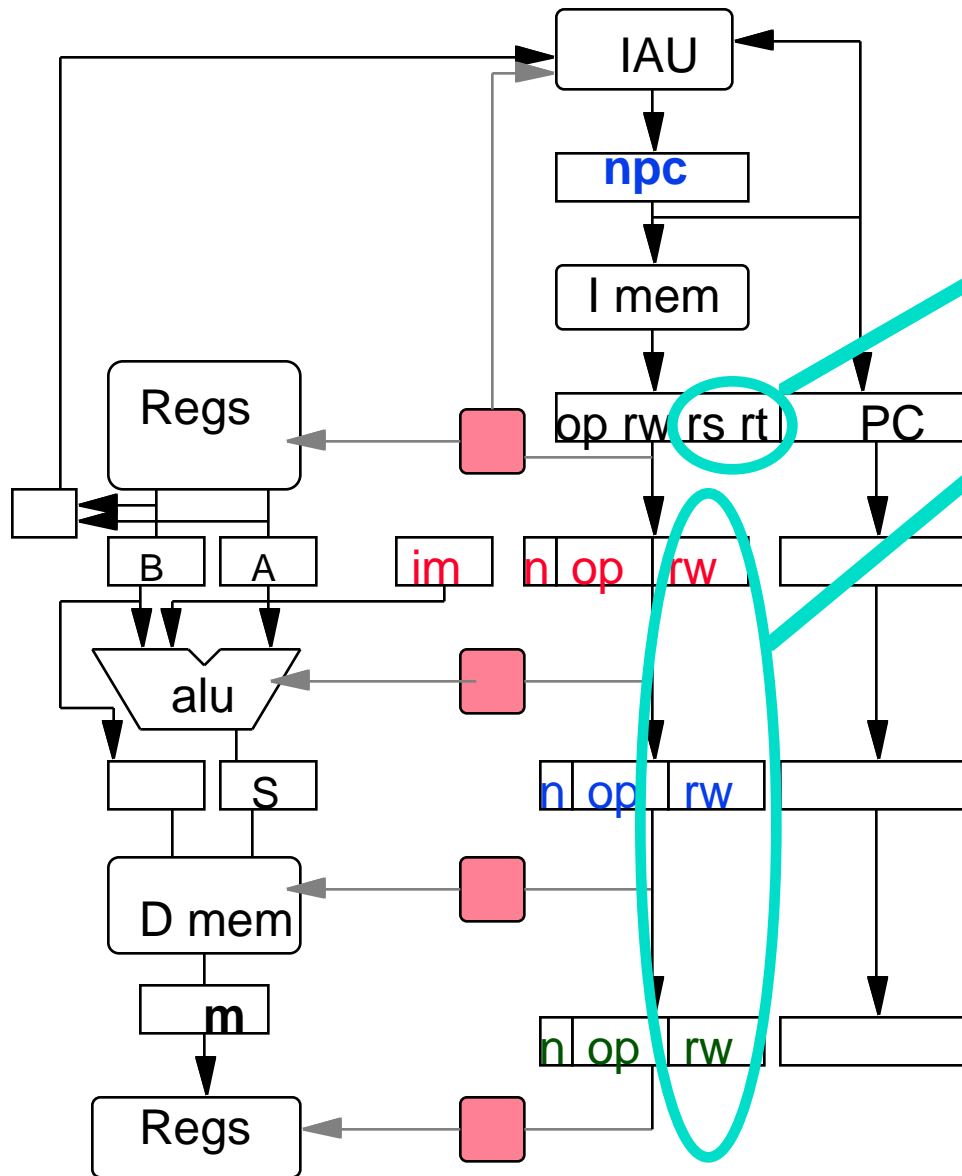 IAU
npc
I mem
Regs
op rw rs rt PC
B A im n op rw
alu
S n op rw
D mem
m
n op rw
Regs